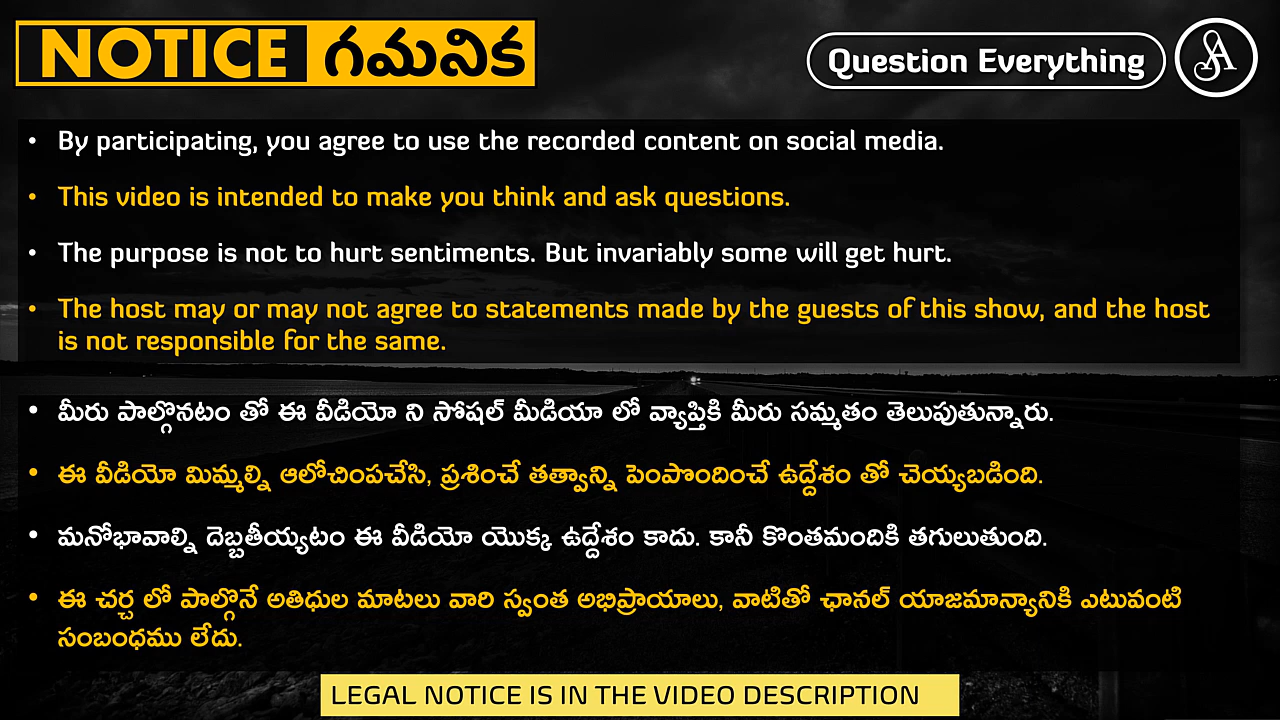 NOTICE గమనిక
Question Everything
• By participating, you agree to use the recorded content on social media.
• This video is intended to make you think and ask questions.
• The purpose is not to hurt sentiments. But invariably some will get hurt.
• The host may or may not agree to statements made by the guests of this show, and the host
is not responsible for the same.
• మీరు పాల్గొనటం తో ఈ వీడియో ని సోషల్ మీడియా లో వ్యాప్తికి మీరు సమ్మతం తెలుపుతున్నారు.
• ఈ వీడియో మిమ్మల్ని ఆలోచింపచేసి, ప్రశించే తత్వాన్ని పెంపొందించే ఉద్దేశం తో చెయ్యబడింది.
• మనోభావాల్ని దెబ్బతీయ్యటం ఈ వీడియో యొక్క ఉద్దేశం కాదు. కానీ కొంతమందికి తగులుతుంది.
• ఈ చర్చ లో పాల్గొనే అతిధుల మాటలు వారి స్వంత అభిప్రాయాలు, వాటితో ఛానల్ యాజమాన్యానికి ఎటువంటి
సంబంధము లేదు.
LEGAL NOTICE IS IN THE VIDEO DESCRIPTION